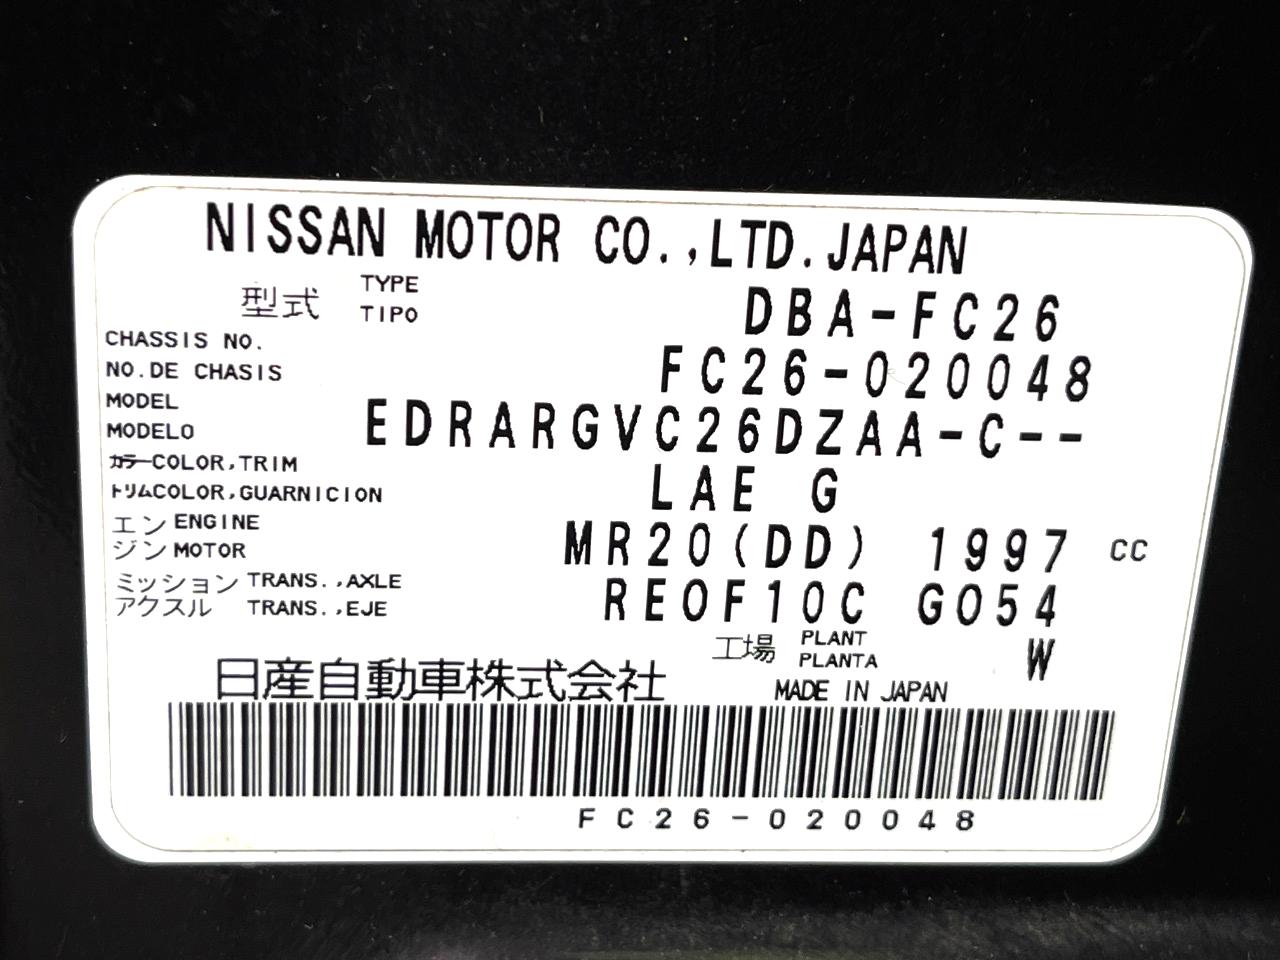 NISSAN MOTOR CO.,LTD.JAPAN
型式 TYPE TIPO DBA-FC26
CHASSIS NO.
NO.DE CHASIS FC26-020048
MODEL
MODELO EDRARGVC26DZAA-C--
カラーCOLOR,TRIM
トリムCOLOR,GUARNICION LAE G
エンジン ENGINE MOTOR MR20(DD) 1997 CC
ミッション TRANS.,AXLE
アクスル TRANS.,EJE RE0F10C G054
工場 PLANT PLANTA W
日産自動車株式会社 MADE IN JAPAN
FC26-020048